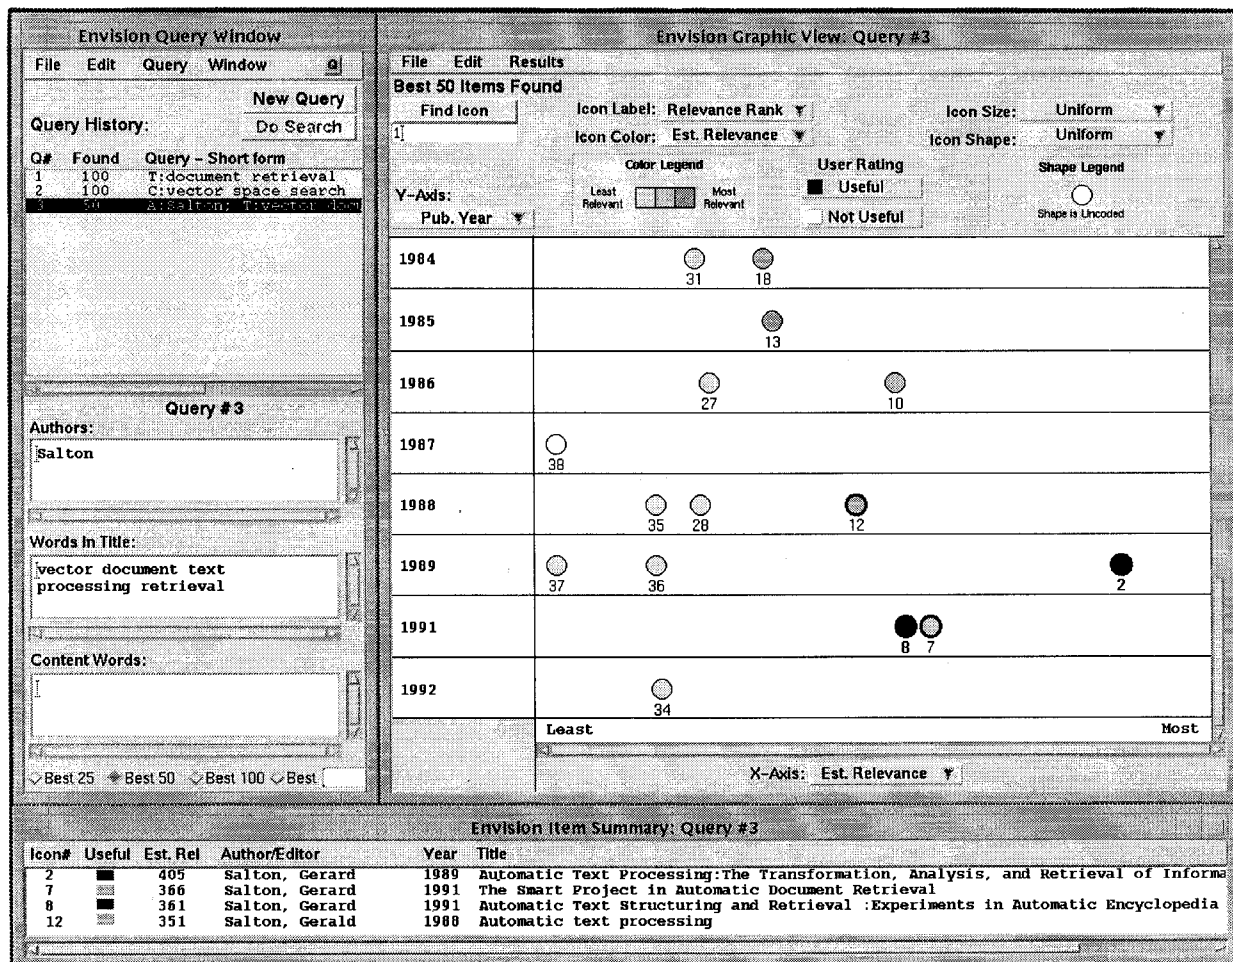 Envision Query Window
File Edit Query Window Q
New Query
Query History: Do Search
Q# Found Query - Short form
1 100 T:document retrieval
2 100 C:vector space search
3 50 A:Salton; T:vector docu
Query #3
Authors:
Salton
Words In Title:
vector document text
processing retrieval
Content Words:
Best 25 Best 50 Best 100 Best
Envision Graphic View: Query #3
File Edit Results
Best 50 Items Found
Find Icon
1
Icon Label: Relevance Rank
Icon Size: Uniform
Icon Color: Est. Relevance
Icon Shape: Uniform
Color Legend
Least Relevant
Most Relevant
User Rating
Useful
Not Useful
Shape Legend
Shape is Uncoded
Y-Axis:
Pub. Year
1984
31 18
1985
13
1986
27 10
1987
38
1988
35 28 12
1989
37 36 2
1991
8 7
1992
34
Least Most
X-Axis: Est. Relevance
Envision Item Summary: Query #3
Icon# Useful Est. Rel Author/Editor Year Title
2 405 Salton, Gerard 1989 Automatic Text Processing:The Transformation, Analysis, and Retrieval of Informa
7 366 Salton, Gerard 1991 The Smart Project in Automatic Document Retrieval
8 361 Salton, Gerard 1991 Automatic Text Structuring and Retrieval :Experiments in Automatic Encyclopedia
12 351 Salton, Gerald 1988 Automatic text processing